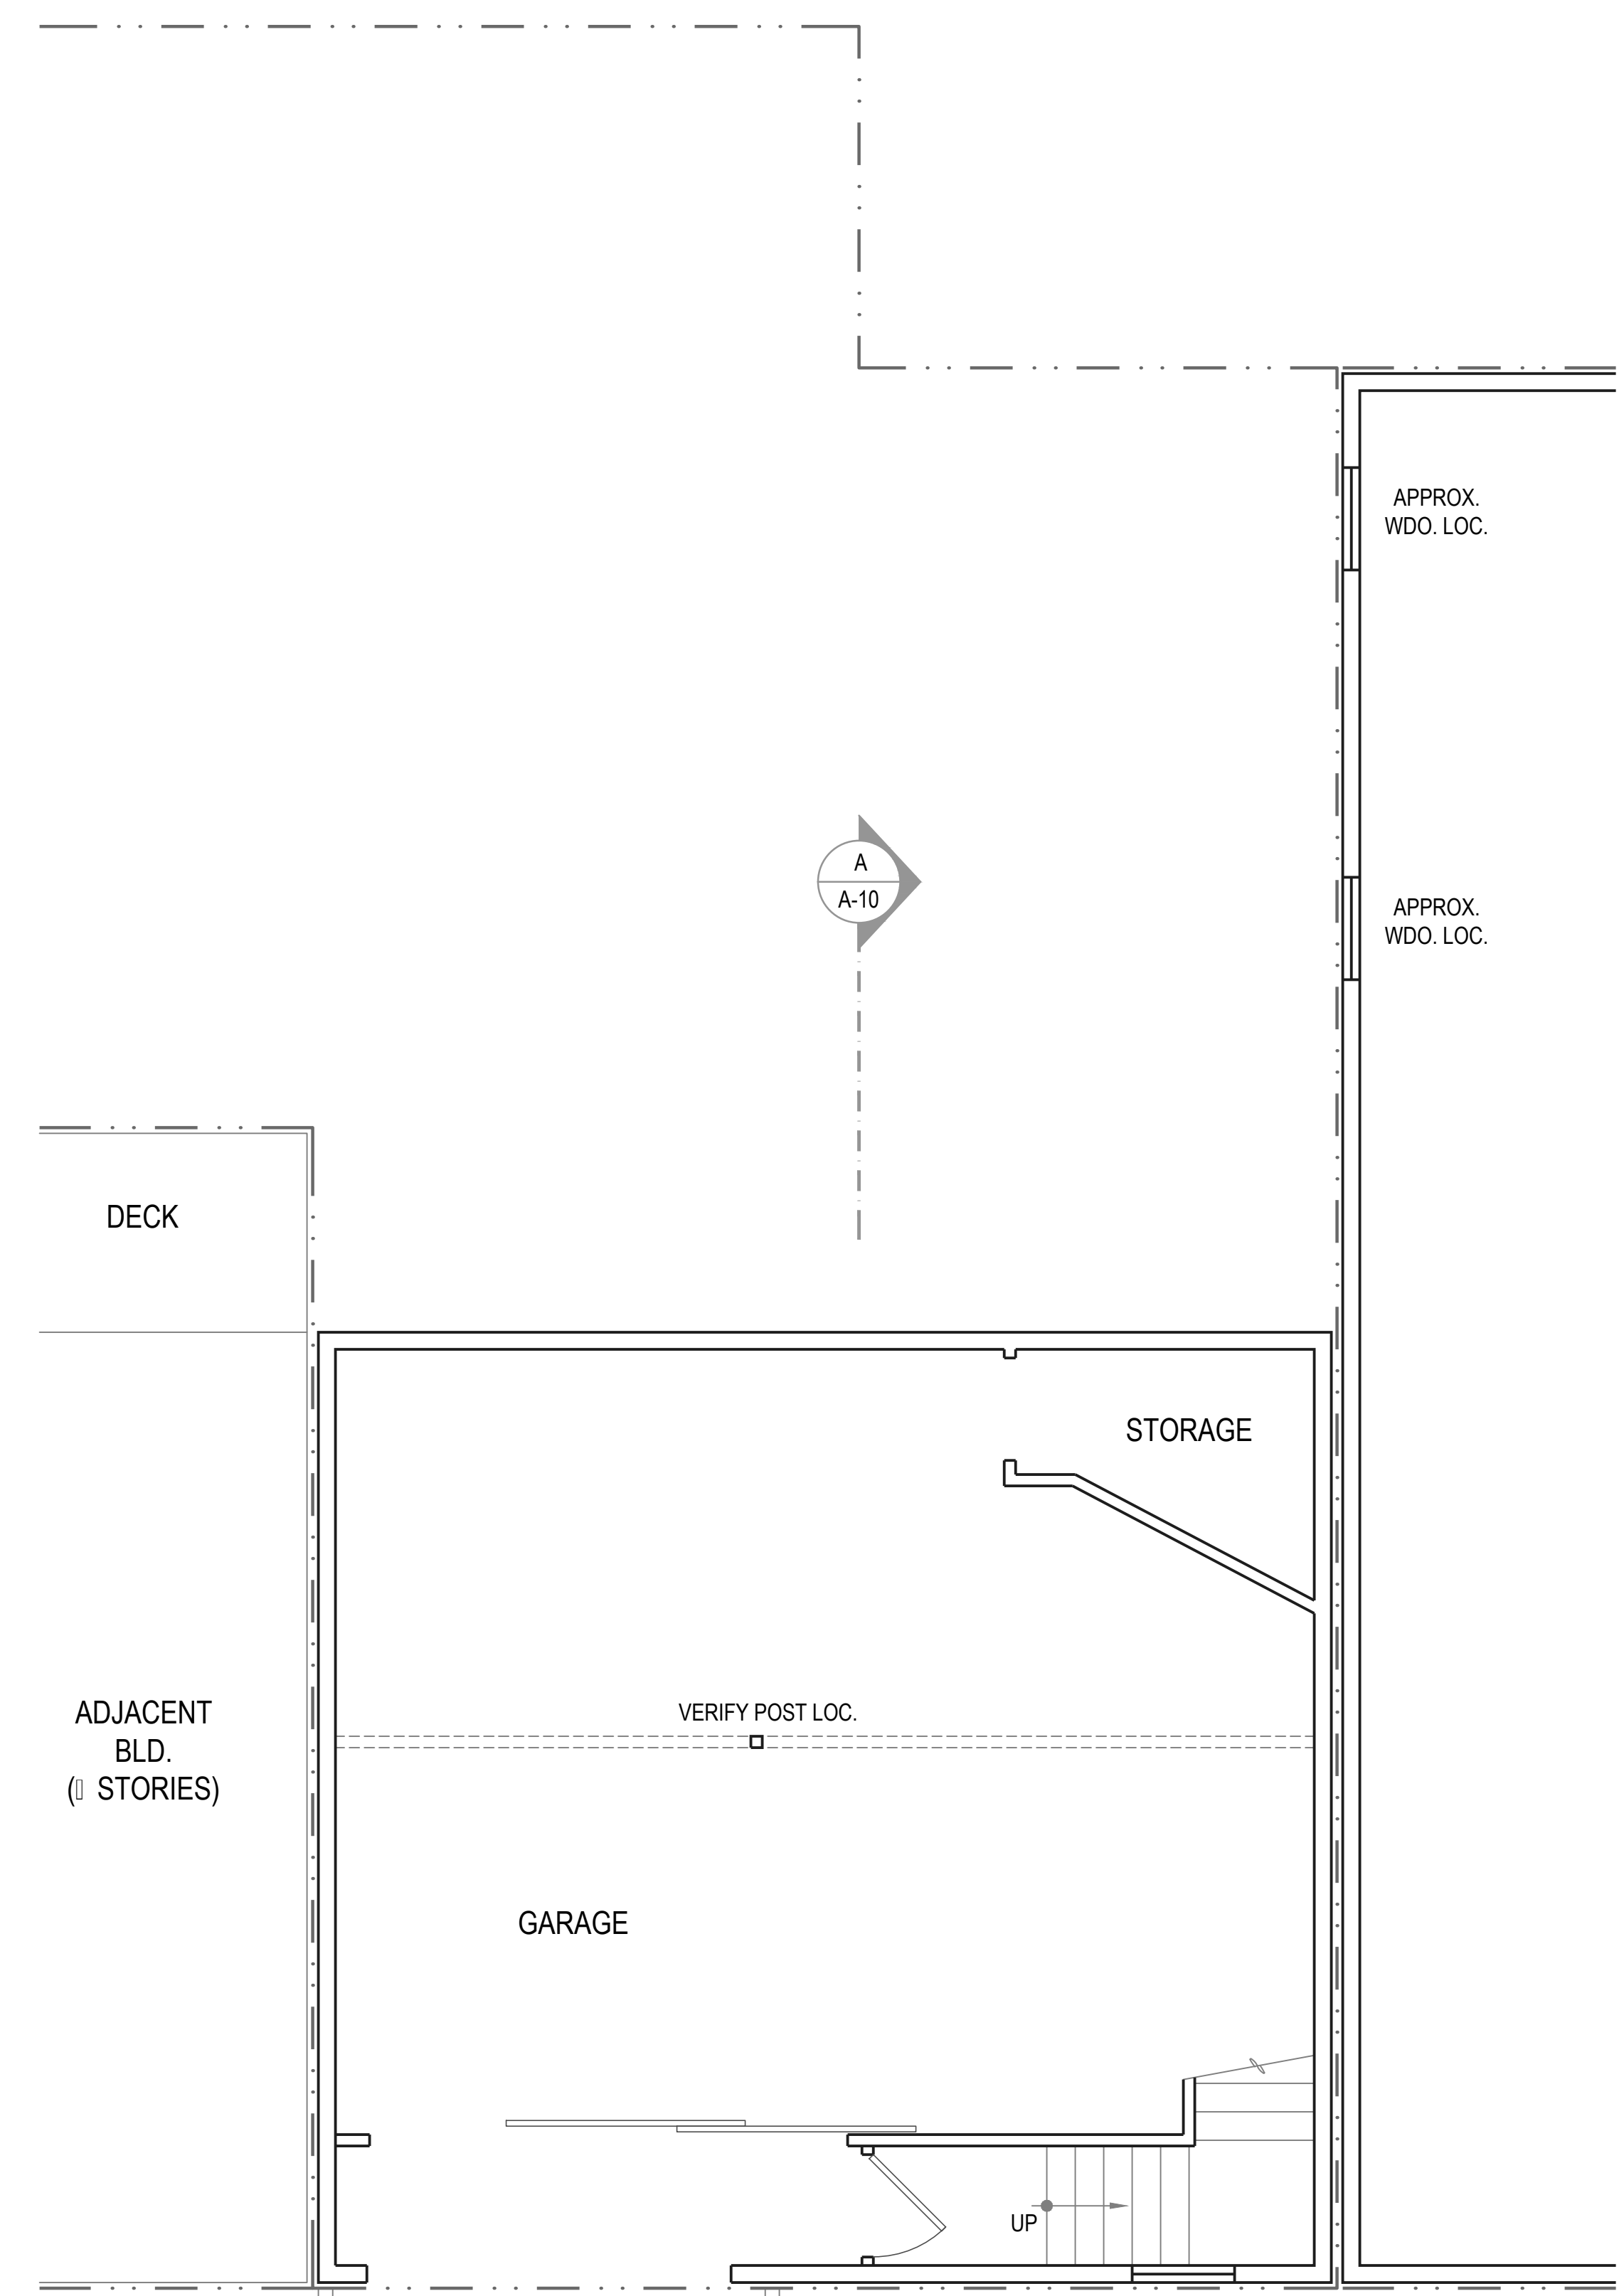 APPROX.
WDO. LOC.
A
A-10
APPROX.
WDO. LOC.
DECK
STORAGE
ADJACENT
BLD.
( STORIES)
VERIFY POST LOC.
GARAGE
UP